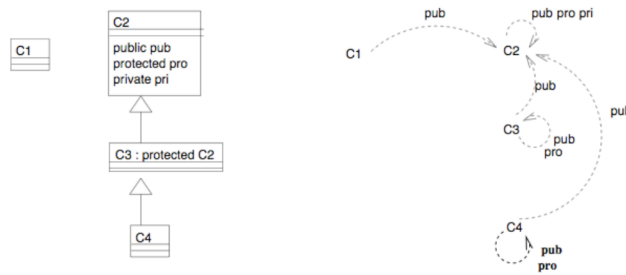 C1
C2
public pub
protected pro
private pri
C3 : protected C2
C4
pub
pub pro pri
C1
C2
pub
pu
C3
pub
pro
C4
pub
pro